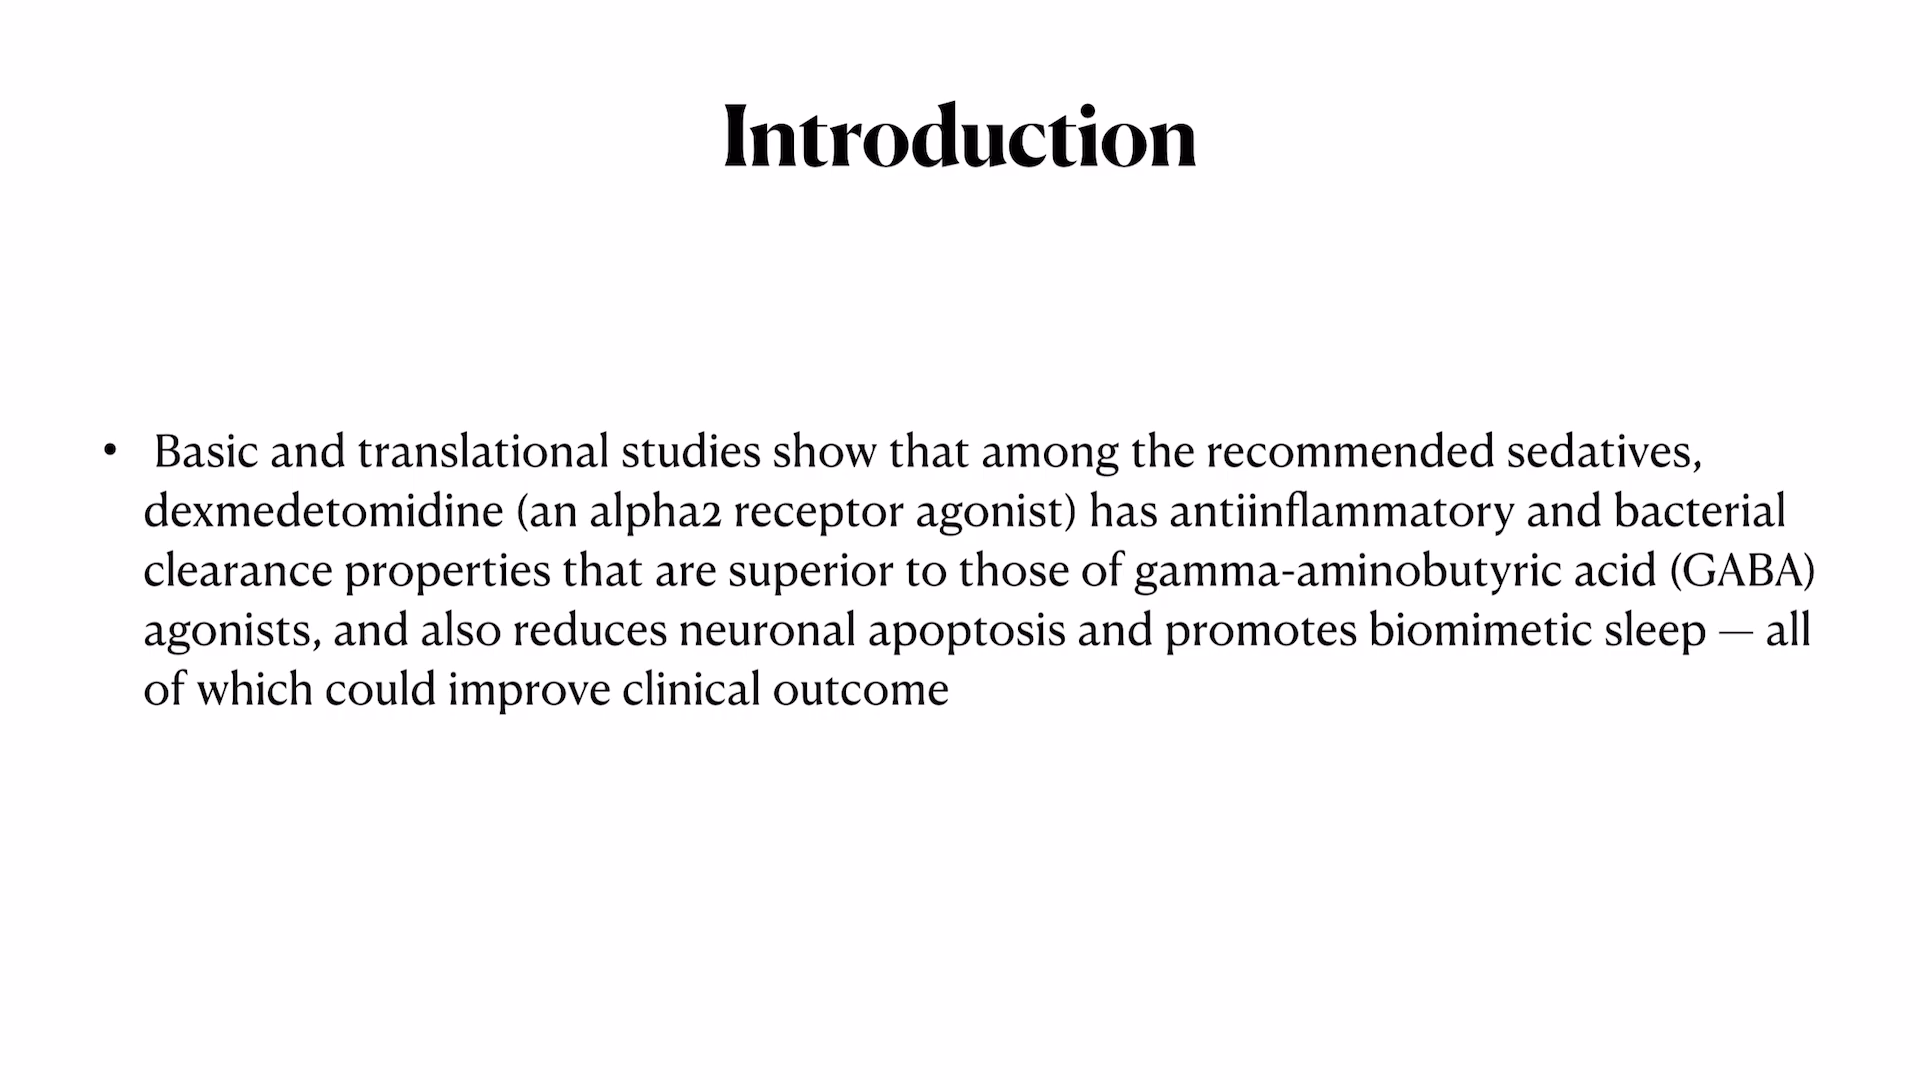 Introduction
• Basic and translational studies show that among the recommended sedatives,
dexmedetomidine (an alpha2 receptor agonist) has antiinflammatory and bacterial
clearance properties that are superior to those of gamma-aminobutyric acid (GABA)
agonists, and also reduces neuronal apoptosis and promotes biomimetic sleep — all
of which could improve clinical outcome